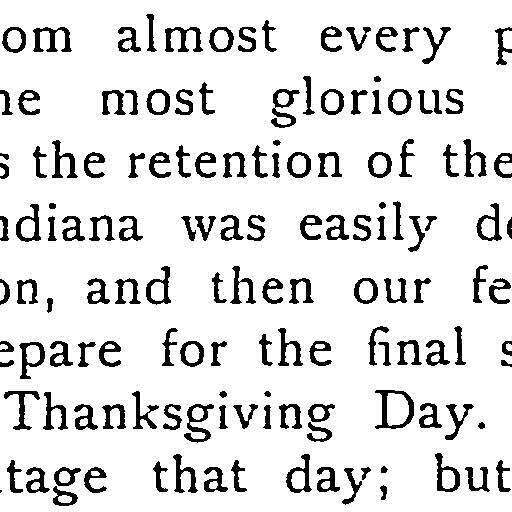 om almost every p
ne most glorious
s the retention of the
ndiana was easily de
on, and then our fe
epare for the final s
Thanksgiving Day.
tage that day; but